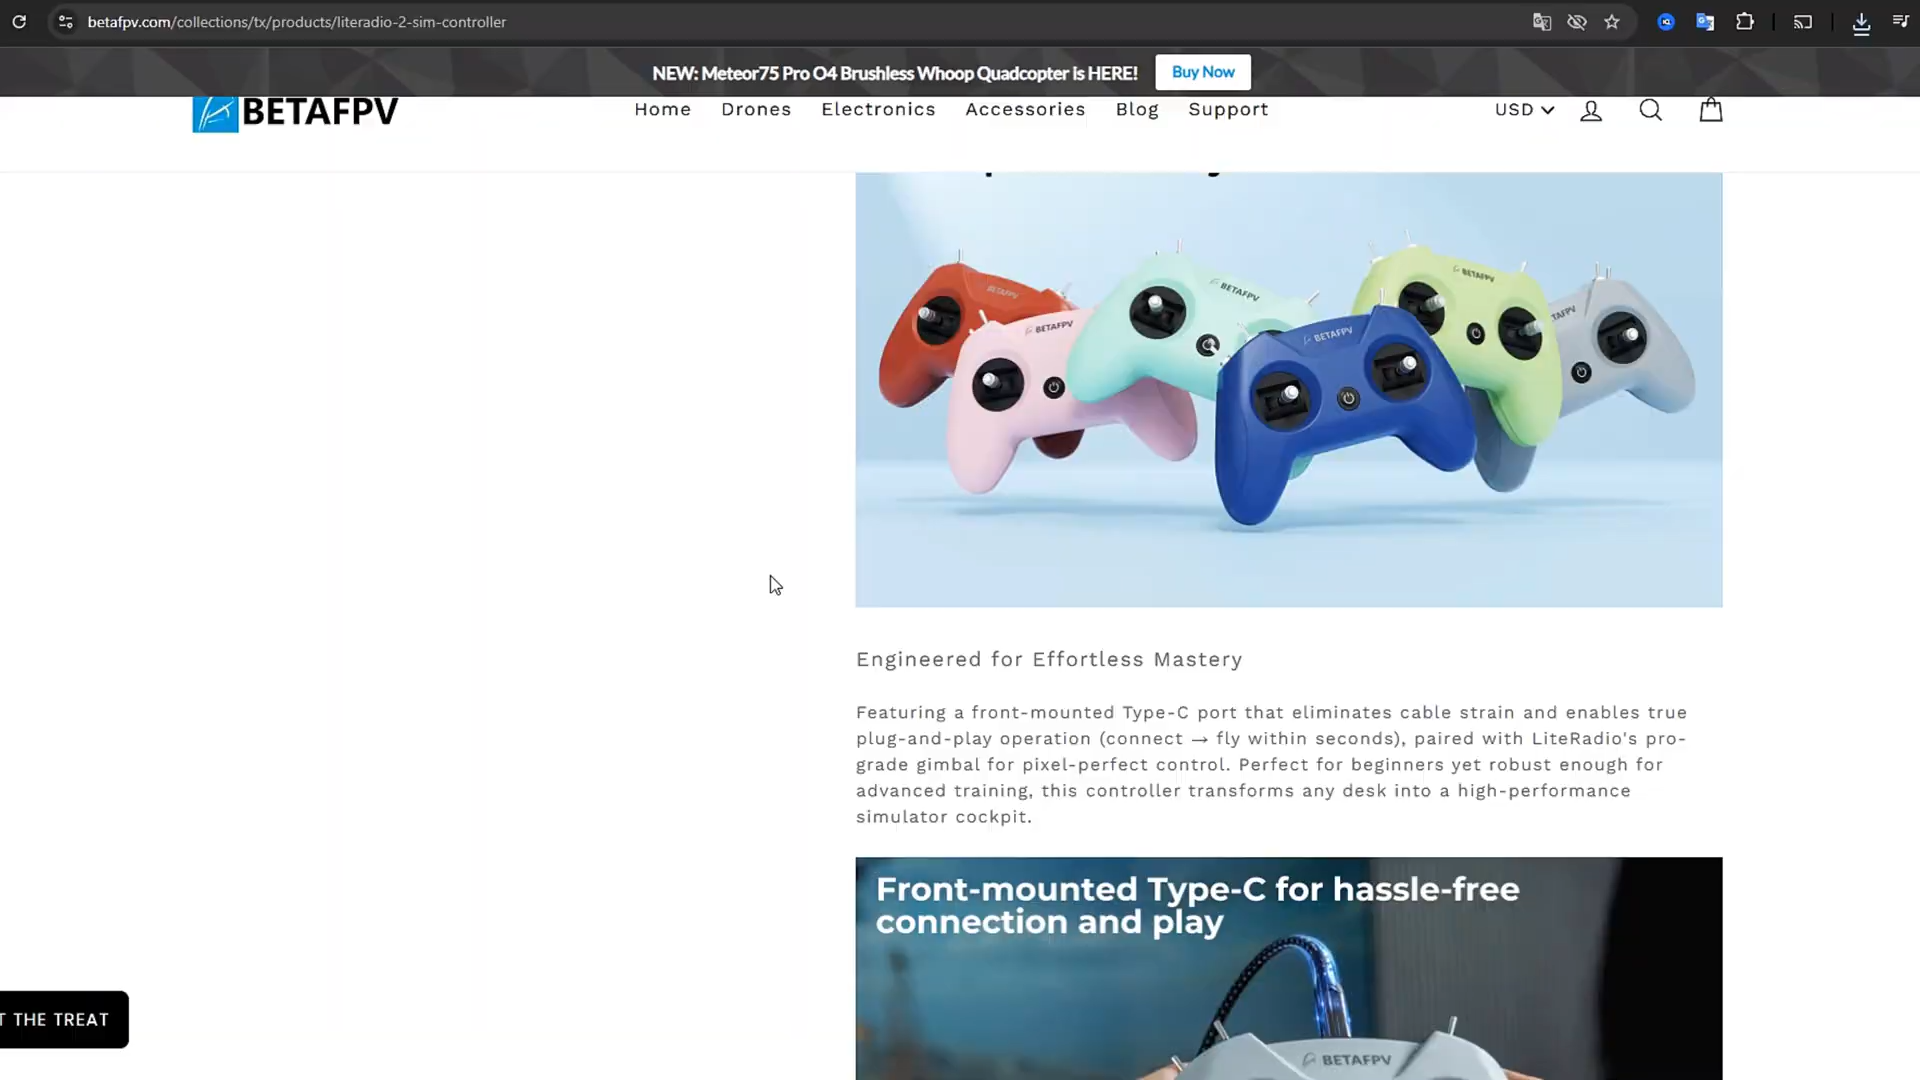 betafpv.com/collections/tx/products/literadio-2-sim-controller
NEW: Meteor75 Pro O4 Brushless Whoop Quadcopter is HERE!
Buy Now
BETAFPV
Home
Drones
Electronics
Accessories
Blog
Support
USD
BETAFPV
BETAFPV
BETAFPV
BETAFPV
BETAFPV
Engineered for Effortless Mastery
Featuring a front-mounted Type-C port that eliminates cable strain and enables true
plug-and-play operation (connect → fly within seconds), paired with LiteRadio's pro-
grade gimbal for pixel-perfect control. Perfect for beginners yet robust enough for
advanced training, this controller transforms any desk into a high-performance
simulator cockpit.
Front-mounted Type-C for hassle-free
connection and play
BETAFPV
T THE TREAT